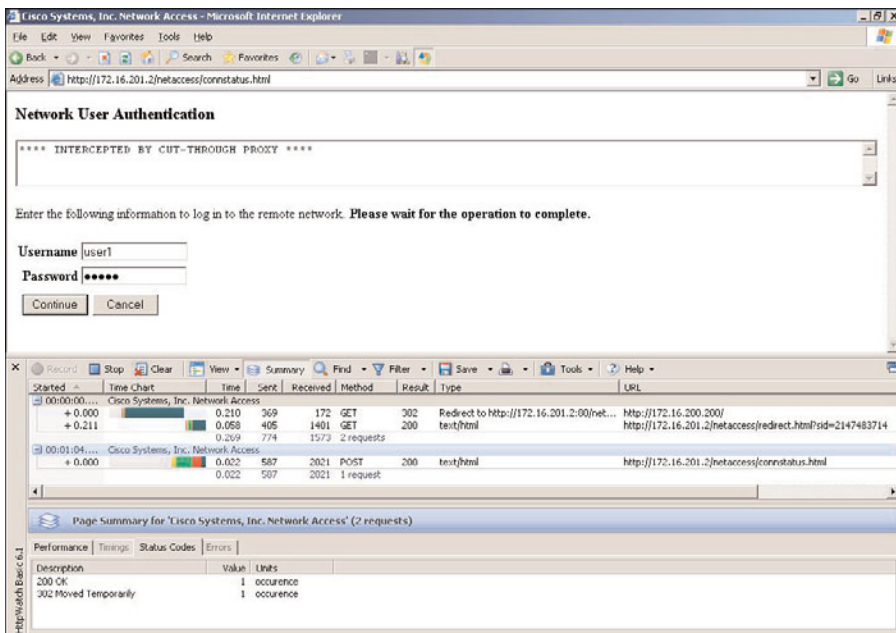 Cisco Systems, Inc. Network Access - Microsoft Internet Explorer
File Edit View Favorites Tools Help
Back Search Favorites
Address http://172.16.201.2/netaccess/connstatus.html Go Links
Network User Authentication
**** INTERCEPTED BY CUT-THROUGH PROXY ****
Enter the following information to log in to the remote network. Please wait for the operation to complete.
Username user1
Password •••••
Continue Cancel
Record Stop Clear View Summary Find Filter Save Tools Help
Started Time Chart Time Sent Received Method Result Type URL
00:00:00.... Cisco Systems, Inc. Network Access
+ 0.000 0.210 369 172 GET 302 Redirect to http://172.16.201.2:80/net... http://172.16.200.200/
+ 0.211 0.058 405 1401 GET 200 text/html http://172.16.201.2/netaccess/redirect.html?sid=2147483714
0.269 774 1573 2 requests
00:01:04.... Cisco Systems, Inc. Network Access
+ 0.000 0.022 587 2021 POST 200 text/html http://172.16.201.2/netaccess/connstatus.html
0.022 587 2021 1 request
Page Summary for 'Cisco Systems, Inc. Network Access' (2 requests)
Performance Timings Status Codes Errors
Description Value Units
200 OK 1 occurence
302 Moved Temporarily 1 occurence
HttpWatch Basic 6.1